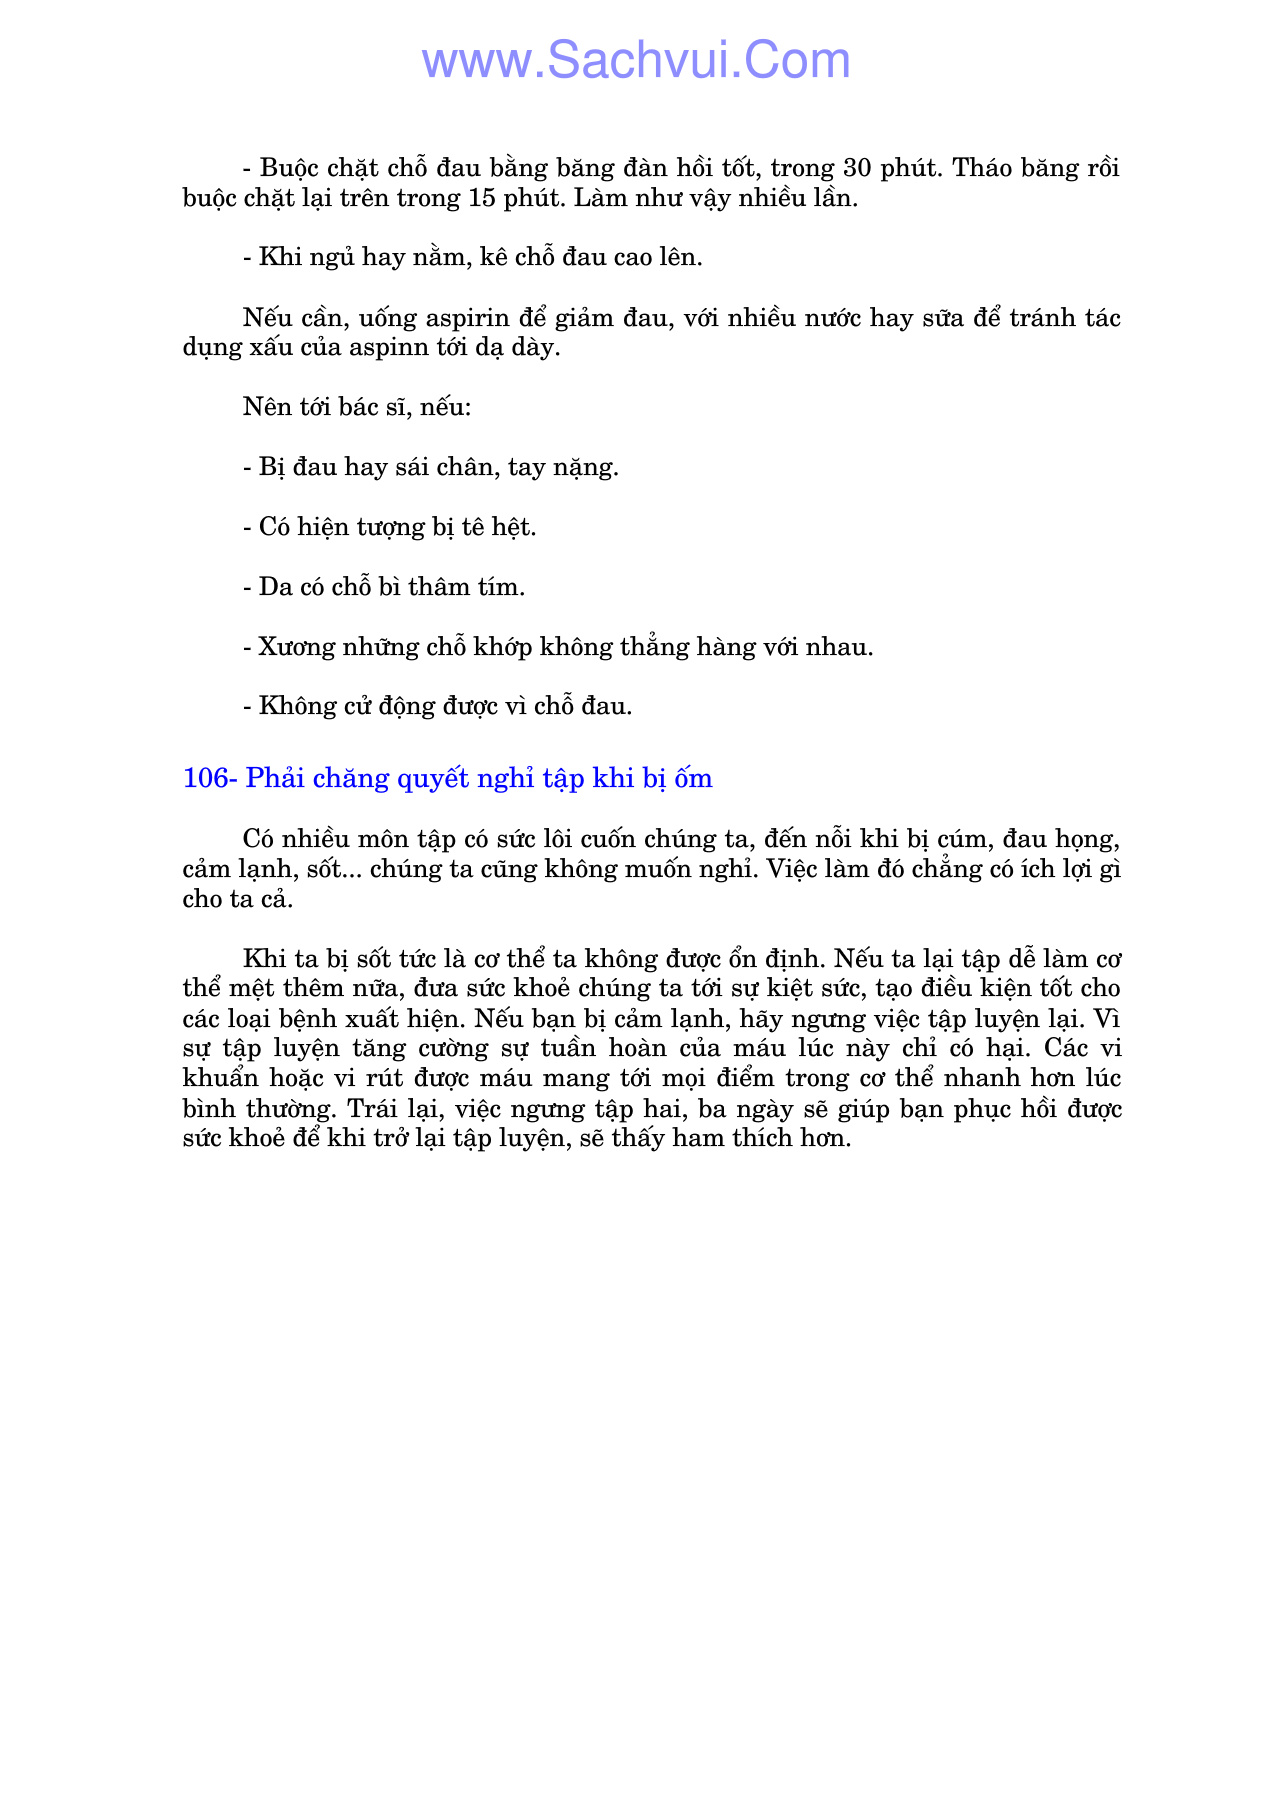 www.Sachvui.Com
- Buộc chặt chỗ đau bằng băng đàn hồi tốt, trong 30 phút. Tháo băng rồi
buộc chặt lại trên trong 15 phút. Làm như vậy nhiều lần.
- Khi ngủ hay nằm, kê chỗ đau cao lên.
Nếu cần, uống aspirin để giảm đau, với nhiều nước hay sữa để tránh tác
dụng xấu của aspinn tới dạ dày.
Nên tới bác sĩ, nếu:
- Bị đau hay sái chân, tay nặng.
- Có hiện tượng bị tê hệt.
- Da có chỗ bì thâm tím.
- Xương những chỗ khớp không thẳng hàng với nhau.
- Không cử động được vì chỗ đau.
106- Phải chăng quyết nghỉ tập khi bị ốm
Có nhiều môn tập có sức lôi cuốn chúng ta, đến nỗi khi bị cúm, đau họng,
cảm lạnh, sốt... chúng ta cũng không muốn nghỉ. Việc làm đó chẳng có ích lợi gì
cho ta cả.
Khi ta bị sốt tức là cơ thể ta không được ổn định. Nếu ta lại tập dễ làm cơ
thể mệt thêm nữa, đưa sức khoẻ chúng ta tới sự kiệt sức, tạo điều kiện tốt cho
các loại bệnh xuất hiện. Nếu bạn bị cảm lạnh, hãy ngưng việc tập luyện lại. Vì
sự tập luyện tăng cường sự tuần hoàn của máu lúc này chỉ có hại. Các vi
khuẩn hoặc vi rút được máu mang tới mọi điểm trong cơ thể nhanh hơn lúc
bình thường. Trái lại, việc ngưng tập hai, ba ngày sẽ giúp bạn phục hồi được
sức khoẻ để khi trở lại tập luyện, sẽ thấy ham thích hơn.